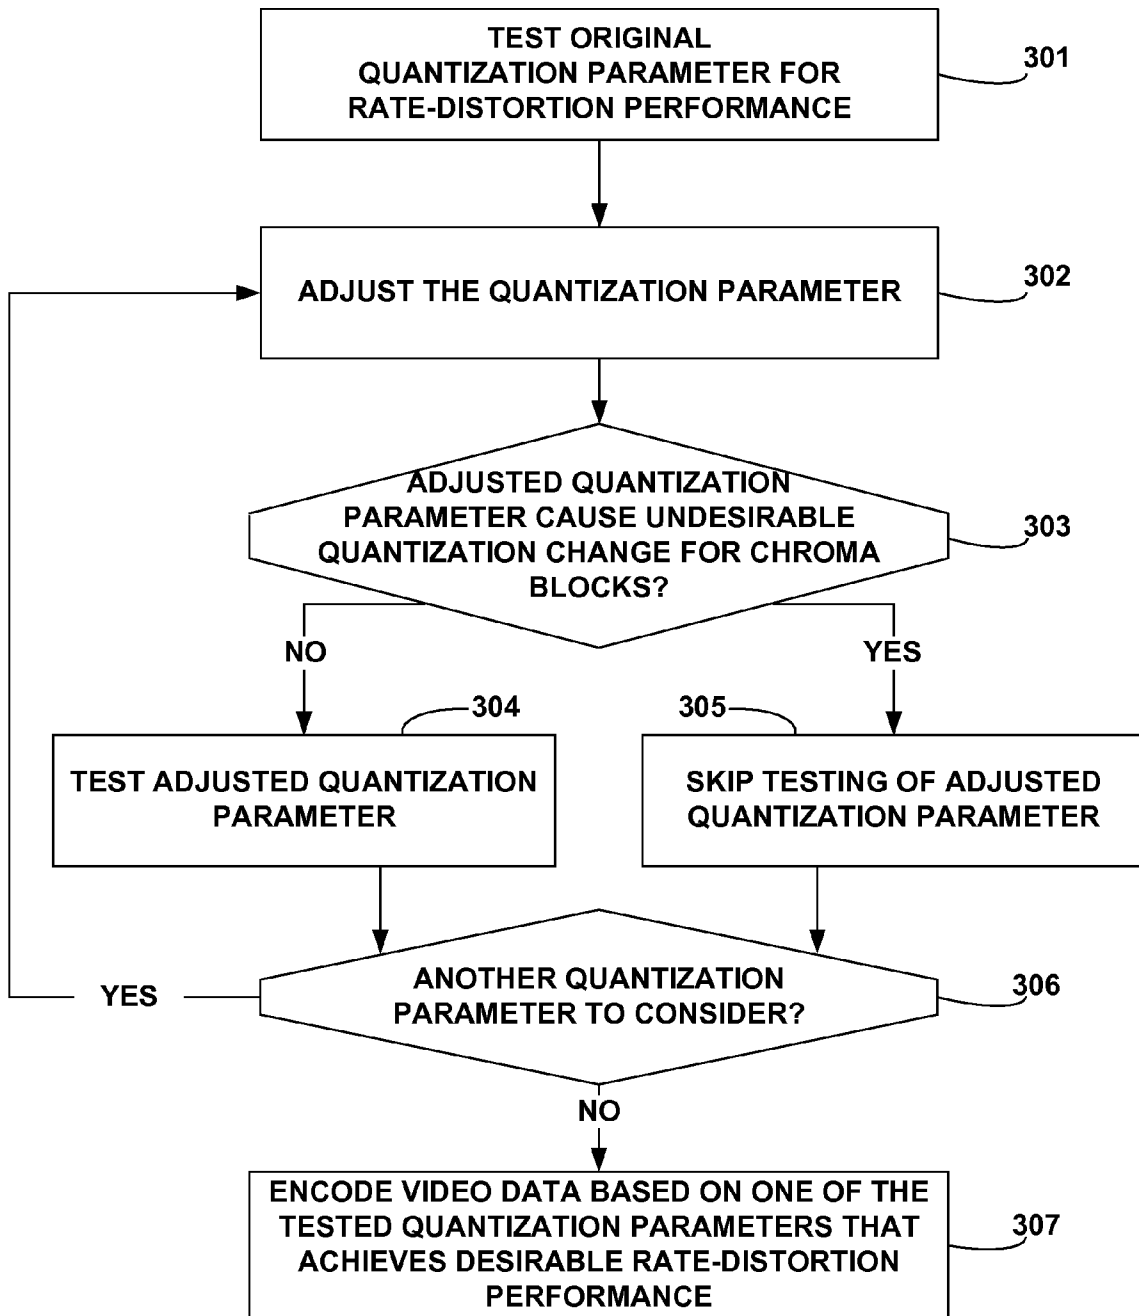 TEST ORIGINAL
QUANTIZATION PARAMETER FOR
RATE-DISTORTION PERFORMANCE
301
ADJUST THE QUANTIZATION PARAMETER
302
ADJUSTED QUANTIZATION
PARAMETER CAUSE UNDESIRABLE
QUANTIZATION CHANGE FOR CHROMA
BLOCKS?
303
NO
YES
304
305
TEST ADJUSTED QUANTIZATION
PARAMETER
SKIP TESTING OF ADJUSTED
QUANTIZATION PARAMETER
ANOTHER QUANTIZATION
PARAMETER TO CONSIDER?
306
YES
NO
ENCODE VIDEO DATA BASED ON ONE OF THE
TESTED QUANTIZATION PARAMETERS THAT
ACHIEVES DESIRABLE RATE-DISTORTION
PERFORMANCE
307